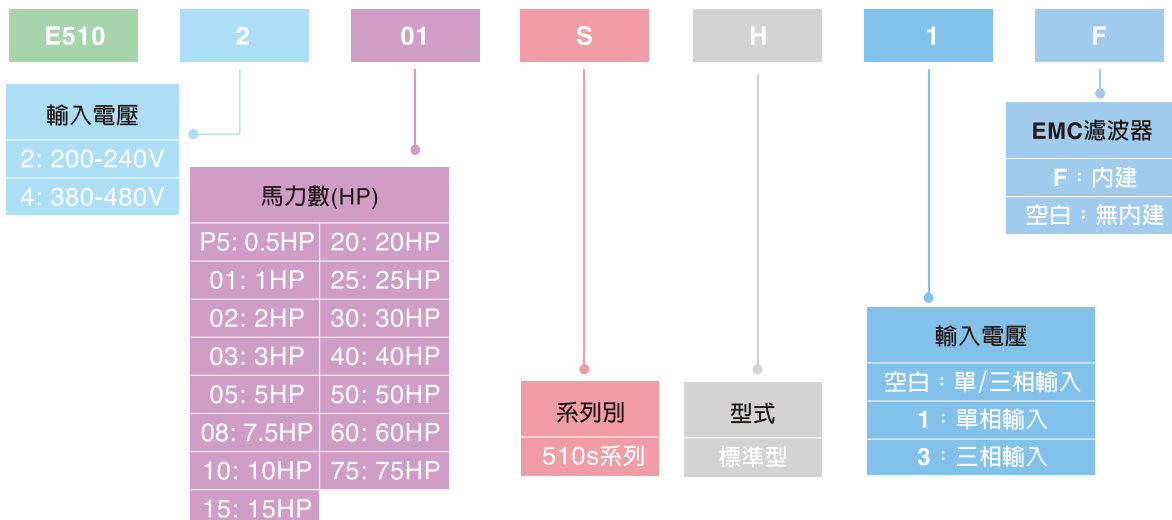 E510 2 01 S H 1 F
輸入電壓
2: 200-240V
4: 380-480V
馬力數(HP)
P5: 0.5HP 20: 20HP
01: 1HP 25: 25HP
02: 2HP 30: 30HP
03: 3HP 40: 40HP
05: 5HP 50: 50HP
08: 7.5HP 60: 60HP
10: 10HP 75: 75HP
15: 15HP
系列別
510s系列
型式
標準型
輸入電壓
空白：單/三相輸入
1：單相輸入
3：三相輸入
EMC濾波器
F：內建
空白：無內建